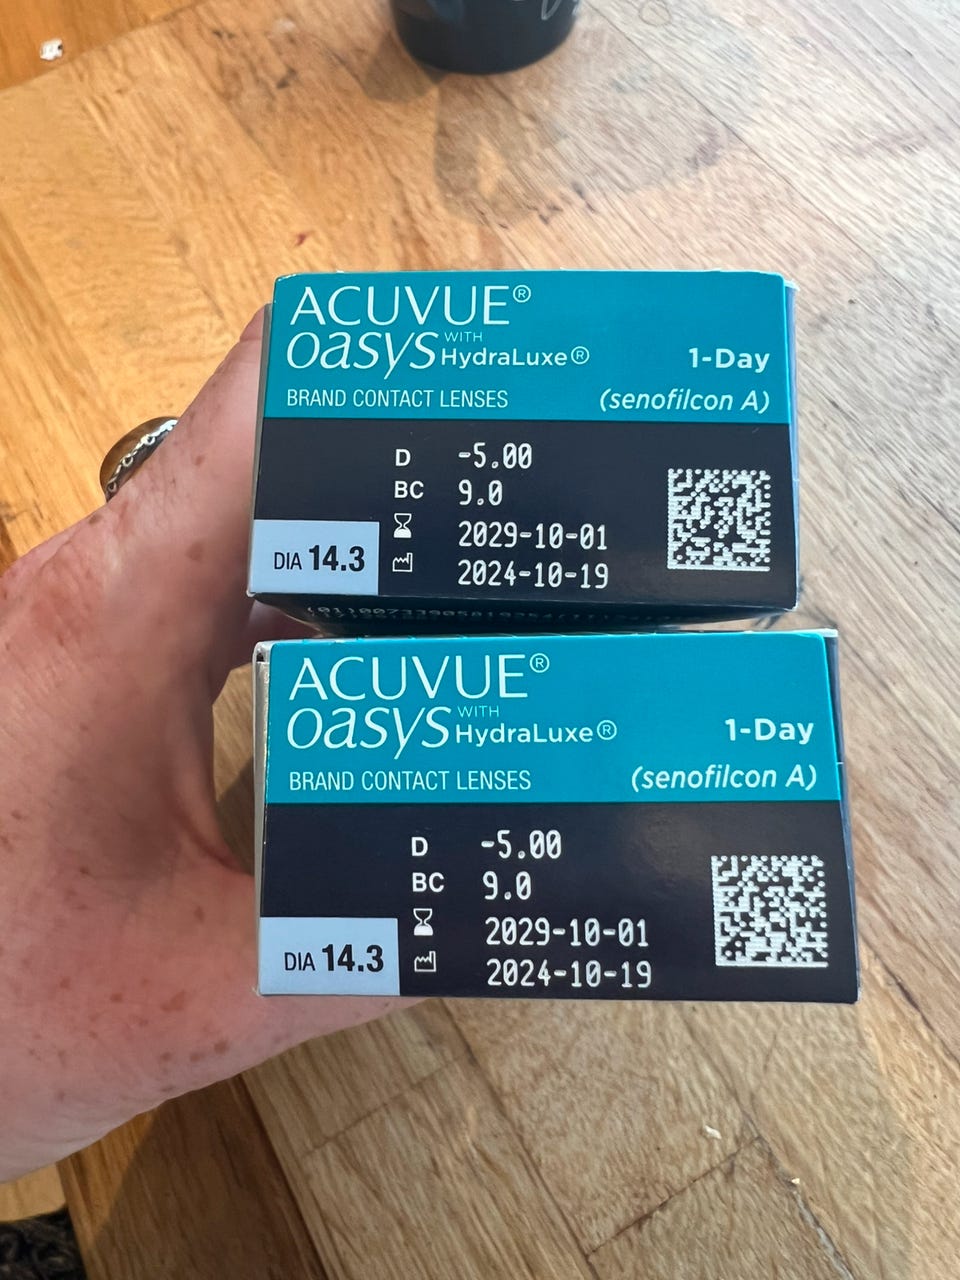 ACUVUE®
oasys WITH HydraLuxe® 1-Day
BRAND CONTACT LENSES (senofilcon A)
D -5.00
BC 9.0
2029-10-01
DIA 14.3 2024-10-19
ACUVUE®
oasys WITH HydraLuxe® 1-Day
BRAND CONTACT LENSES (senofilcon A)
D -5.00
BC 9.0
2029-10-01
DIA 14.3 2024-10-19